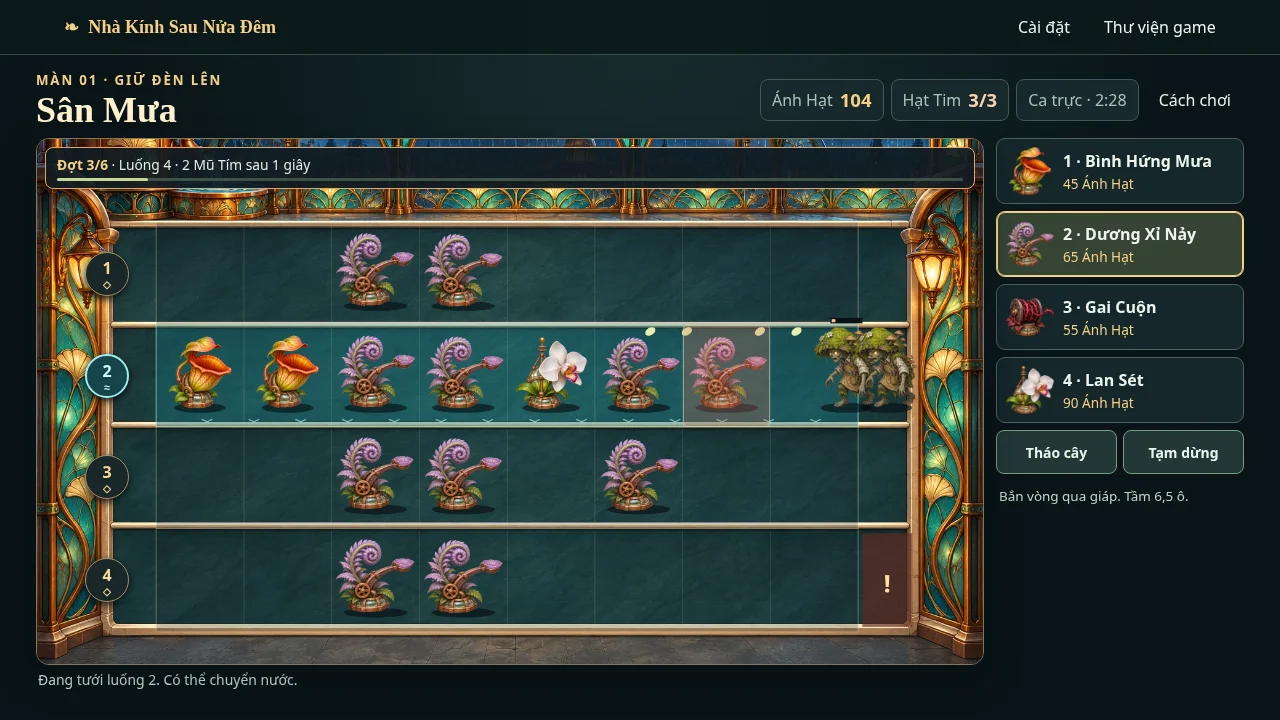 ❧ Nhà Kính Sau Nửa Đêm
Cài đặt
Thư viện game
MÀN 01 · GIỮ ĐÈN LÊN
Sân Mưa
Ánh Hạt 104
Hạt Tim 3/3
Ca trực · 2:28
Cách chơi
Đợt 3/6 · Luống 4 · 2 Mũ Tím sau 1 giây
1
2
3
4
!
1 · Bình Hứng Mưa
45 Ánh Hạt
2 · Dương Xỉ Nảy
65 Ánh Hạt
3 · Gai Cuộn
55 Ánh Hạt
4 · Lan Sét
90 Ánh Hạt
Tháo cây
Tạm dừng
Bắn vòng qua giáp. Tầm 6,5 ô.
Đang tưới luống 2. Có thể chuyển nước.